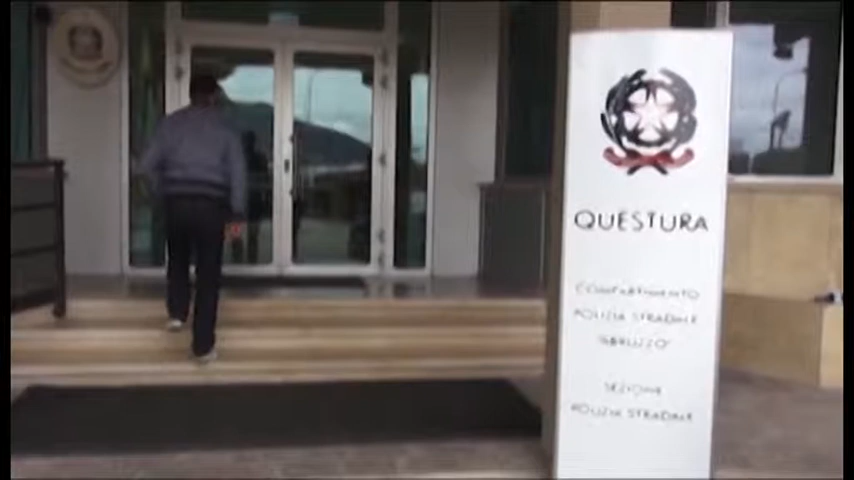 QUESTURA
COMPARTIMENTO
POLIZIA STRADALE
"ABRUZZO"
SEZIONE
POLIZIA STRADALE